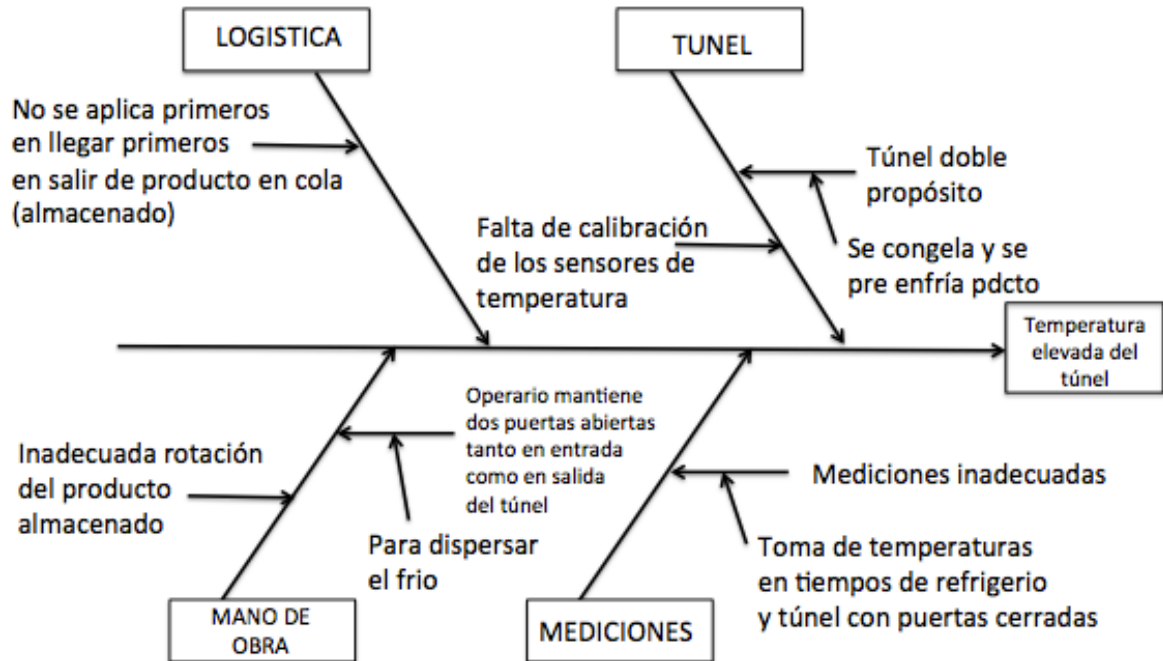 LOGISTICA
TUNEL
No se aplica primeros
en llegar primeros
en salir de producto en cola
(almacenado)
Túnel doble
propósito
Falta de calibración
de los sensores de
temperatura
Se congela y se
pre enfría pdcto
Temperatura
elevada del
túnel
Inadecuada rotación
del producto
almacenado
Operario mantiene
dos puertas abiertas
tanto en entrada
como en salida
del túnel
Para dispersar
el frio
Mediciones inadecuadas
Toma de temperaturas
en tiempos de refrigerio
y túnel con puertas cerradas
MANO DE
OBRA
MEDICIONES